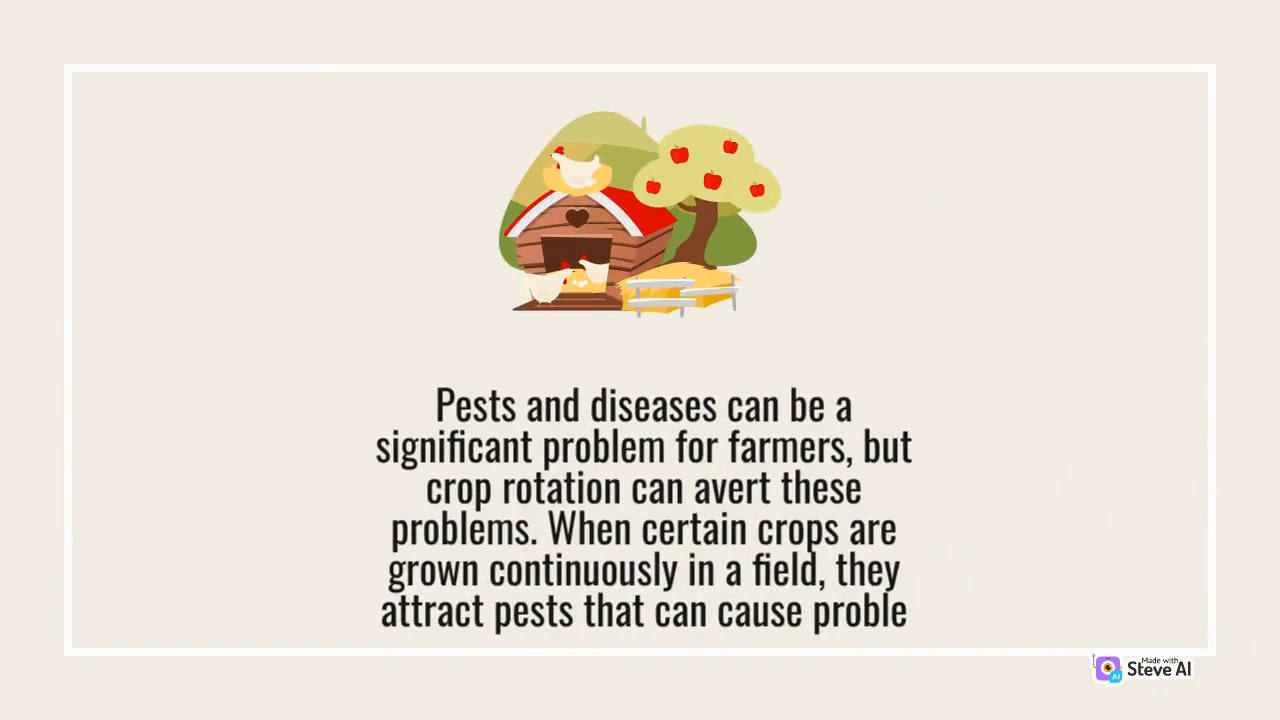 Pests and diseases can be a
significant problem for farmers, but
crop rotation can avert these
problems. When certain crops are
grown continuously in a field, they
attract pests that can cause proble
Made with
Steve AI
AI